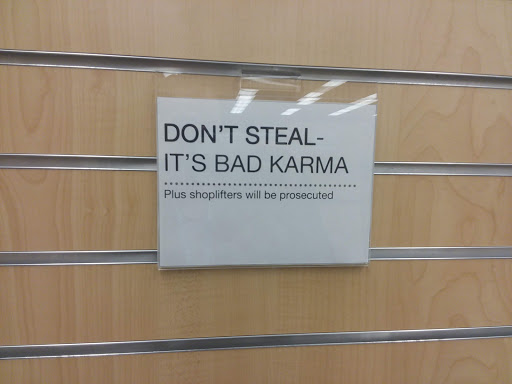 DON'T STEAL-
IT'S BAD KARMA
Plus shoplifters will be prosecuted